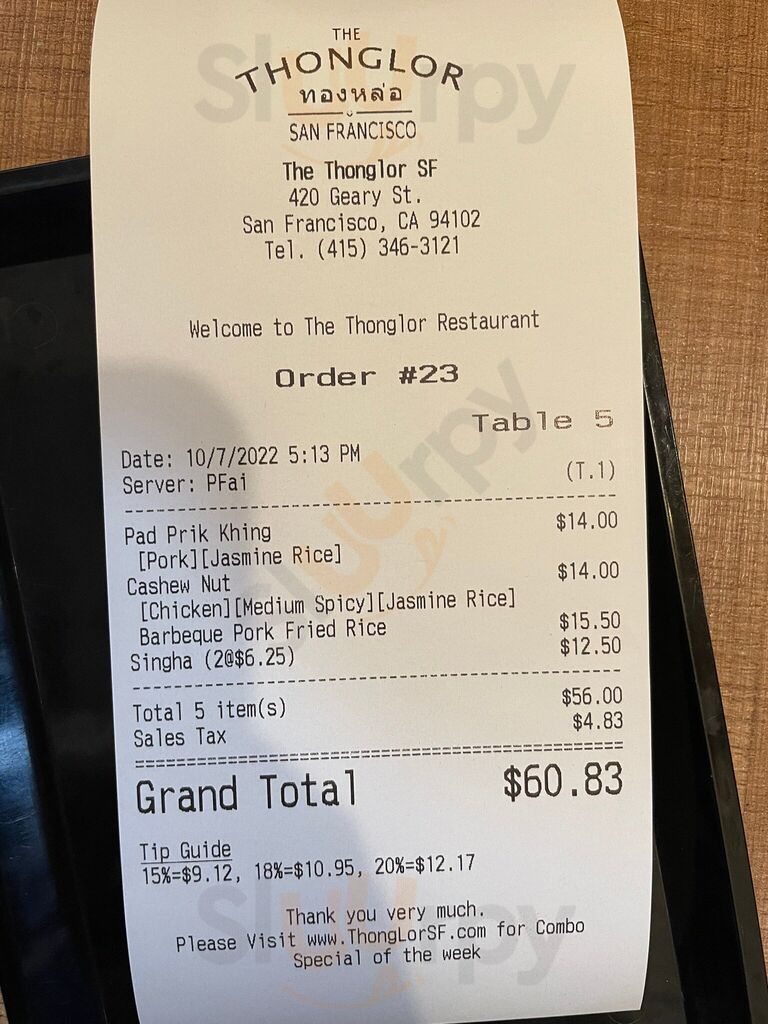 THE
THONGLOR
ทองหล่อ
SAN FRANCISCO
The Thonglor SF
420 Geary St.
San Francisco, CA 94102
Tel. (415) 346-3121
Welcome to The Thonglor Restaurant
Order #23
Table 5
Date: 10/7/2022 5:13 PM
Server: PFai (T.1)
Pad Prik Khing $14.00
[Pork][Jasmine Rice]
Cashew Nut $14.00
[Chicken][Medium Spicy][Jasmine Rice]
Barbeque Pork Fried Rice $15.50
Singha (2@$6.25) $12.50
Total 5 item(s) $56.00
Sales Tax $4.83
Grand Total $60.83
Tip Guide
15%=$9.12, 18%=$10.95, 20%=$12.17
Thank you very much.
Please Visit www.ThongLorSF.com for Combo
Special of the week
Sluurpy
Sluurpy
Sluurpy